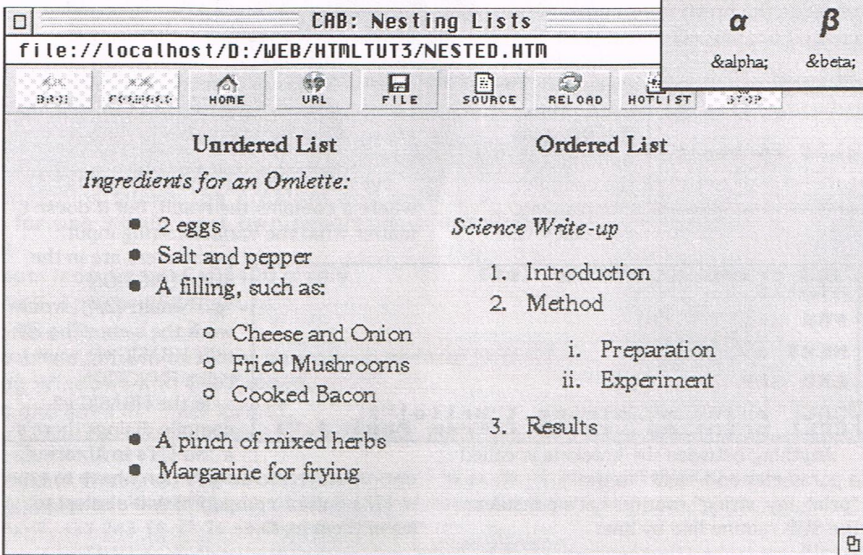 CAB: Nesting Lists
file://localhost/D:/WEB/HTMLTUT3/NESTED.HTM
α β
&alpha; &beta;
BACK FORWARD HOME URL FILE SOURCE RELOAD HOTLIST STOP
Unrdered List
Ingredients for an Omlette:
2 eggs
Salt and pepper
A filling, such as:
Cheese and Onion
Fried Mushrooms
Cooked Bacon
A pinch of mixed herbs
Margarine for frying
Ordered List
Science Write-up
1. Introduction
2. Method
i. Preparation
ii. Experiment
3. Results